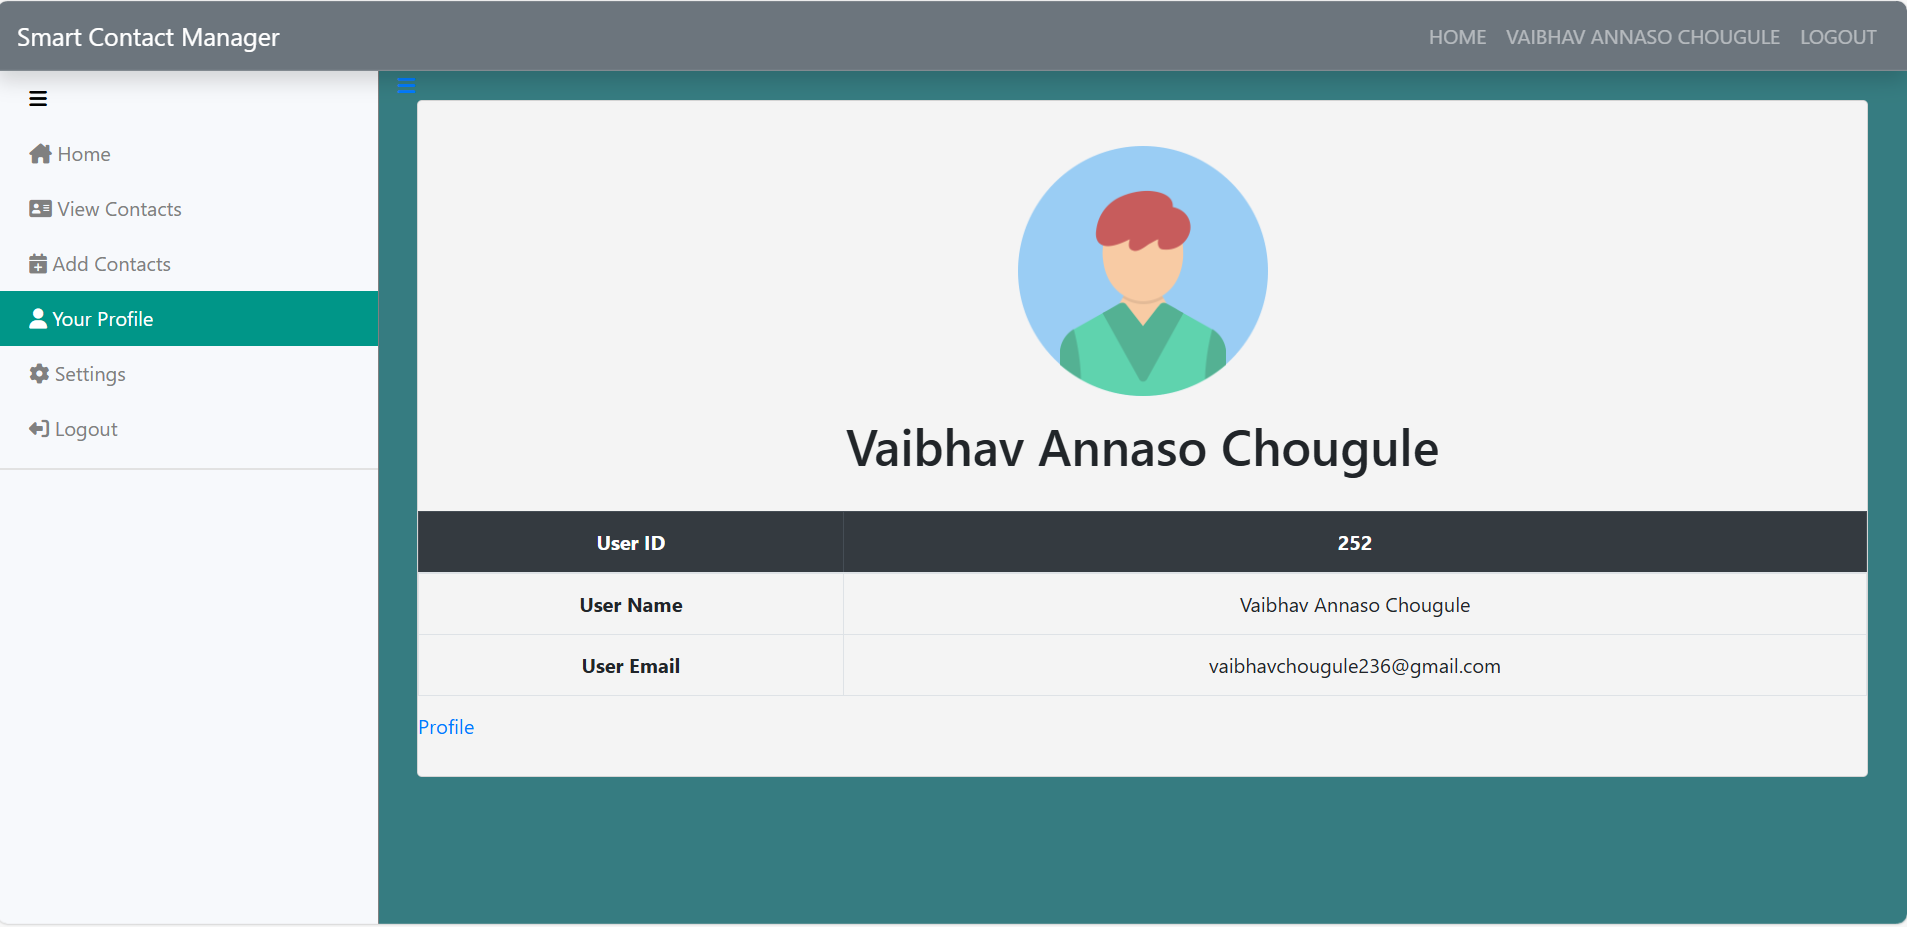 Smart Contact Manager
HOME VAIBHAV ANNASO CHOUGULE LOGOUT
Home
View Contacts
Add Contacts
Your Profile
Settings
Logout
Vaibhav Annaso Chougule
User ID 252
User Name Vaibhav Annaso Chougule
User Email vaibhavchougule236@gmail.com
Profile